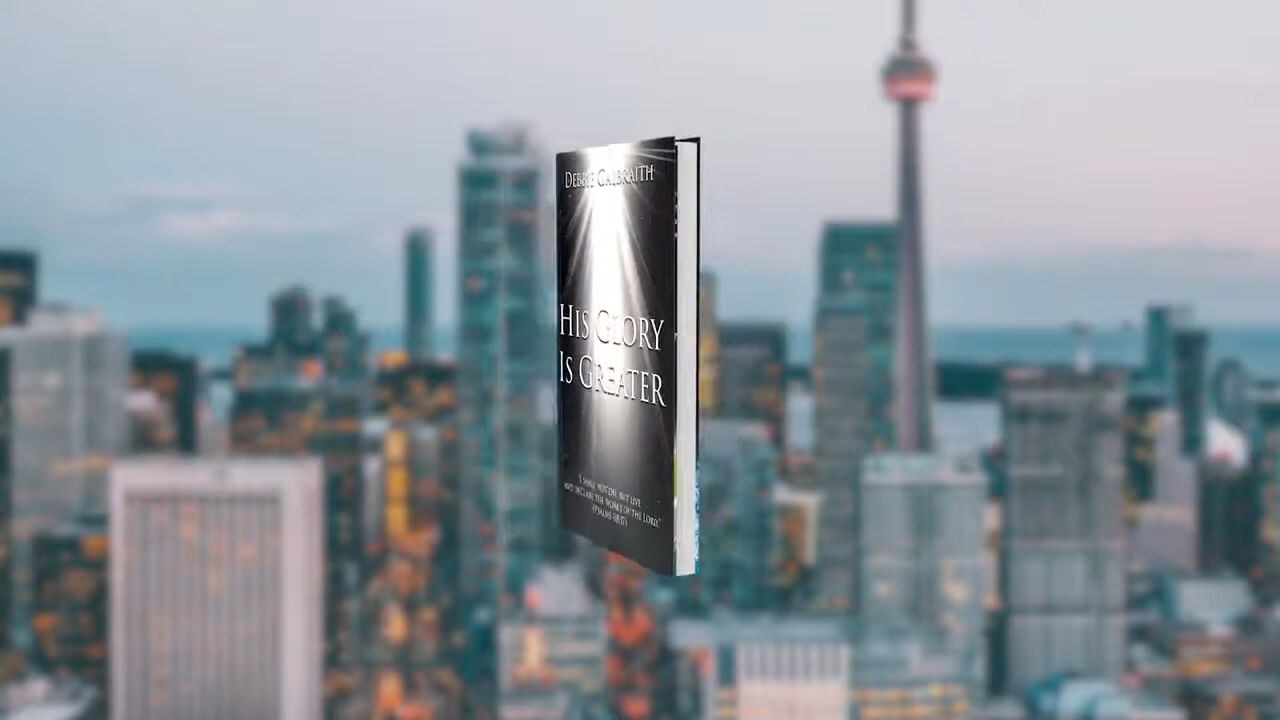 DEBBIE GALBRAITH
HIS GLORY
IS GREATER
"I SHALL NOT DIE, BUT LIVE
AND DECLARE THE WORKS OF THE LORD."
(PSALMS 118:17)